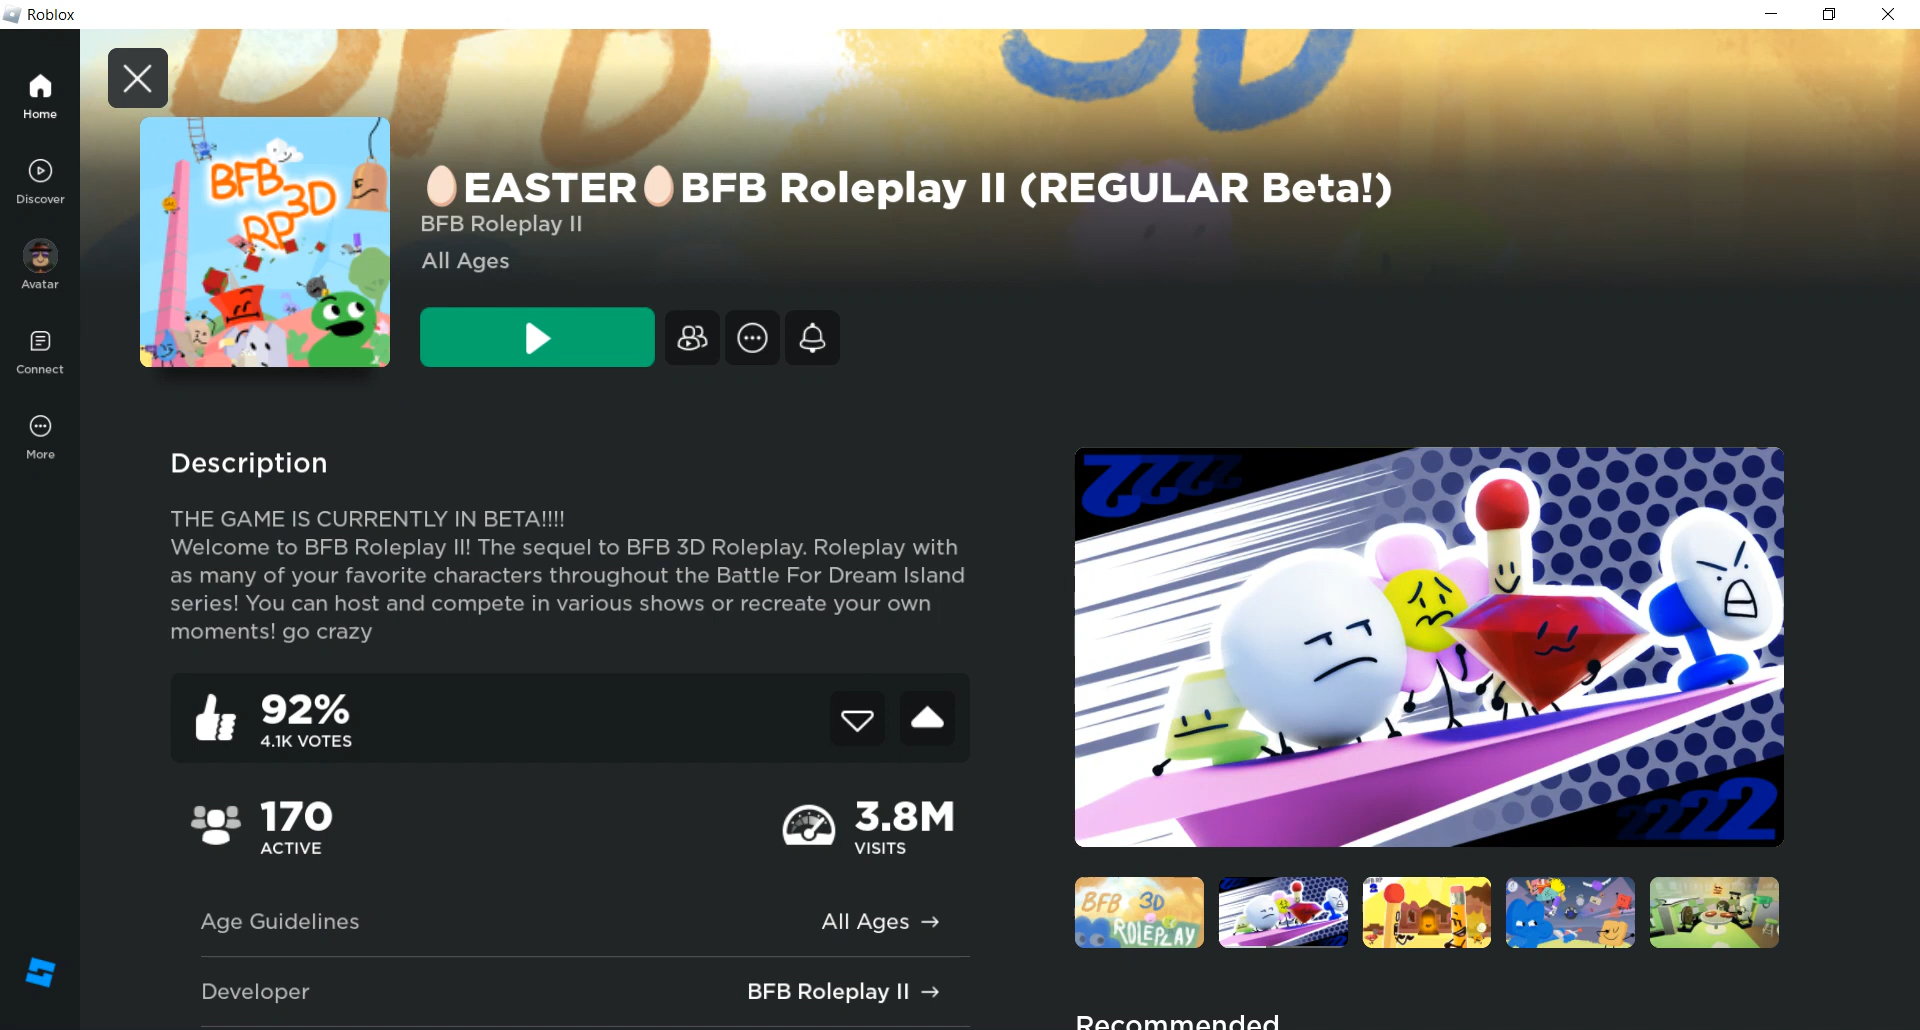 Roblox
BFB 3D
Home
Discover
Avatar
Connect
More
BFB
3D
RP
🥚EASTER🥚BFB Roleplay II (REGULAR Beta!)
BFB Roleplay II
All Ages
Description
THE GAME IS CURRENTLY IN BETA!!!!
Welcome to BFB Roleplay II! The sequel to BFB 3D Roleplay. Roleplay with
as many of your favorite characters throughout the Battle For Dream Island
series! You can host and compete in various shows or recreate your own
moments! go crazy
92%
4.1K VOTES
170
ACTIVE
3.8M
VISITS
Age Guidelines
All Ages →
Developer
BFB Roleplay II →
2222
2222
BFB 3D
ROLEPLAY
Recommended